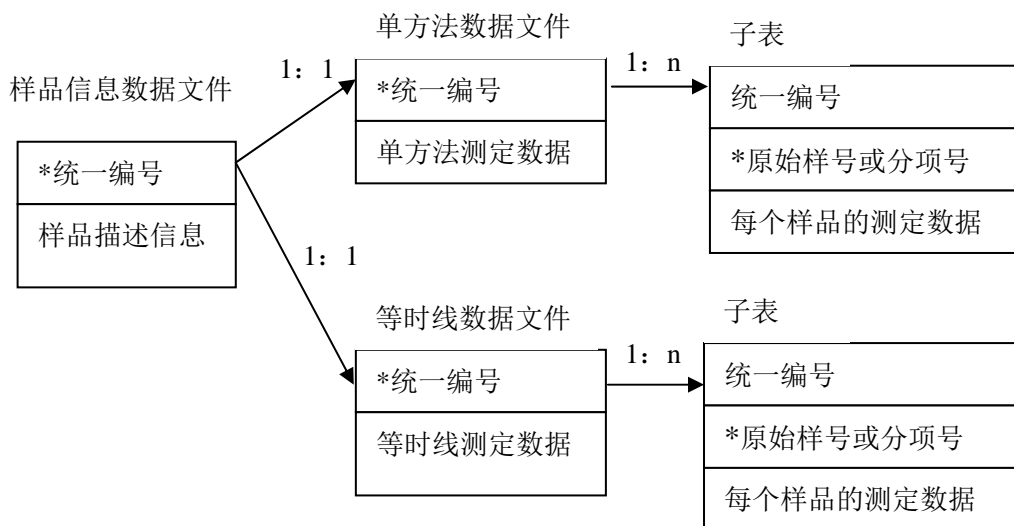 样品信息数据文件
*统一编号
样品描述信息
1：1
单方法数据文件
*统一编号
单方法测定数据
1：n
子表
统一编号
*原始样号或分项号
每个样品的测定数据
1：1
等时线数据文件
*统一编号
等时线测定数据
1：n
子表
统一编号
*原始样号或分项号
每个样品的测定数据